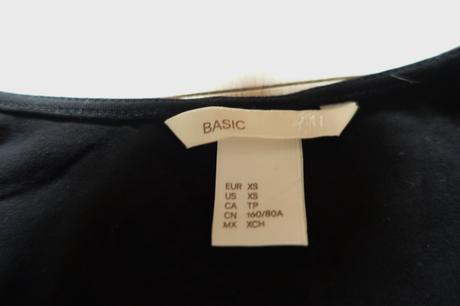 BASIC
EUR XS
US XS
CA TP
CN 160/80A
MX XCH